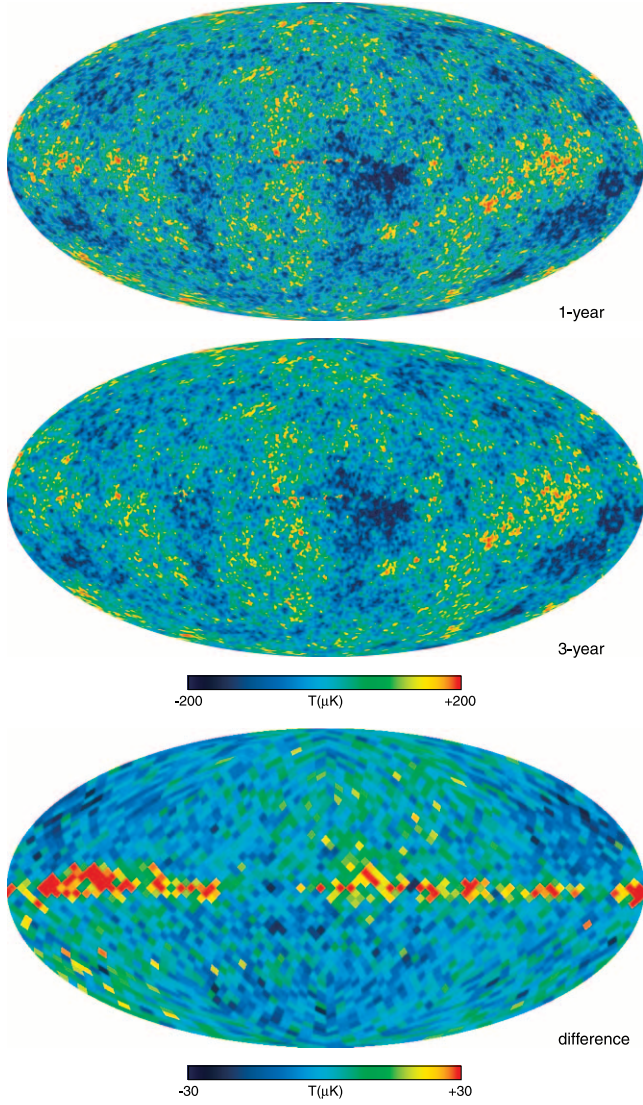 1-year
3-year
-200 T(μK) +200
difference
-30 T(μK) +30